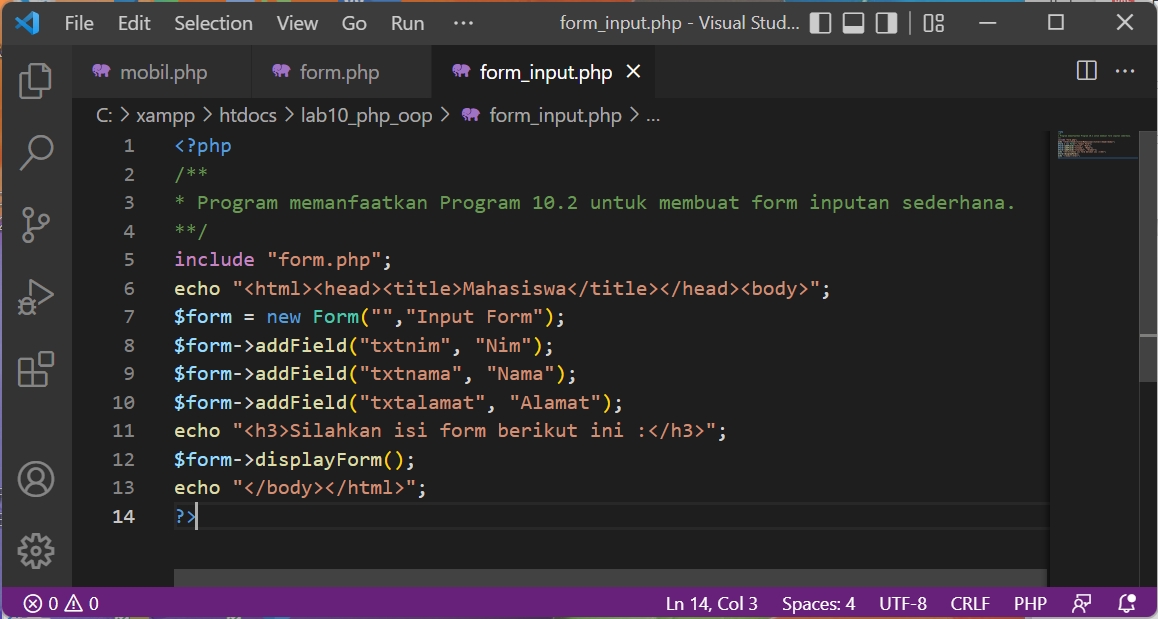 File Edit Selection View Go Run ··· form_input.php - Visual Stud...
mobil.php form.php form_input.php
C: > xampp > htdocs > lab10_php_oop > form_input.php > ...
1 <?php
2 /**
3 * Program memanfaatkan Program 10.2 untuk membuat form inputan sederhana.
4 **/
5 include "form.php";
6 echo "<html><head><title>Mahasiswa</title></head><body>";
7 $form = new Form("","Input Form");
8 $form->addField("txtnim", "Nim");
9 $form->addField("txtnama", "Nama");
10 $form->addField("txtalamat", "Alamat");
11 echo "<h3>Silahkan isi form berikut ini :</h3>";
12 $form->displayForm();
13 echo "</body></html>";
14 ?>
0 0 Ln 14, Col 3 Spaces: 4 UTF-8 CRLF PHP